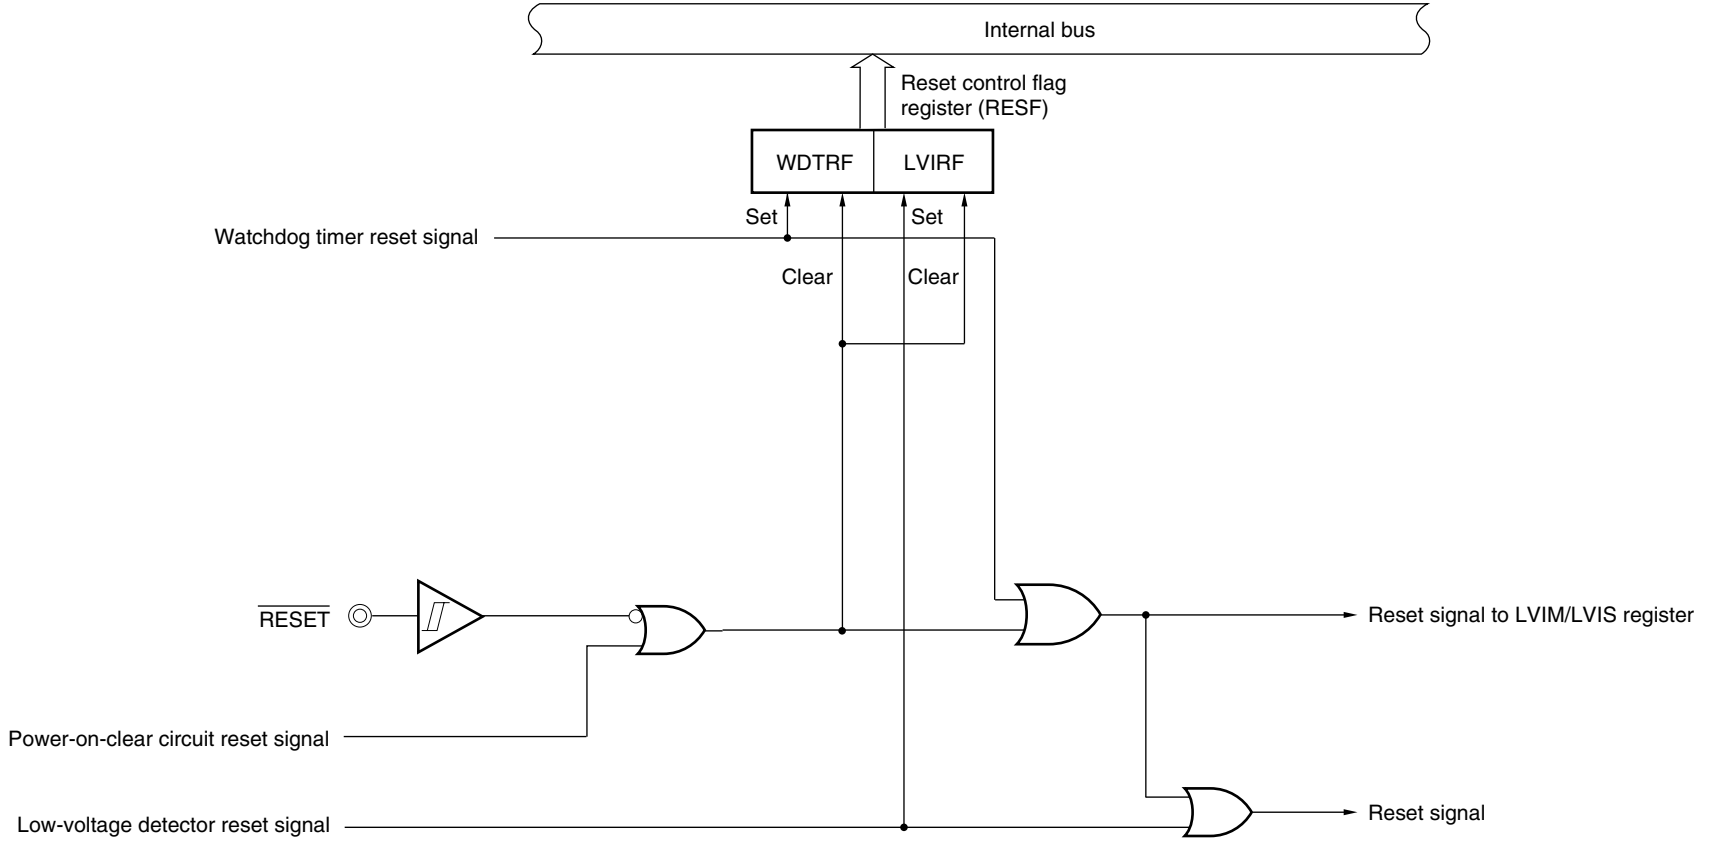 Internal bus
Reset control flag
register (RESF)
WDTRF
LVIRF
Set
Set
Watchdog timer reset signal
Clear
Clear
RESET
Reset signal to LVIM/LVIS register
Power-on-clear circuit reset signal
Low-voltage detector reset signal
Reset signal